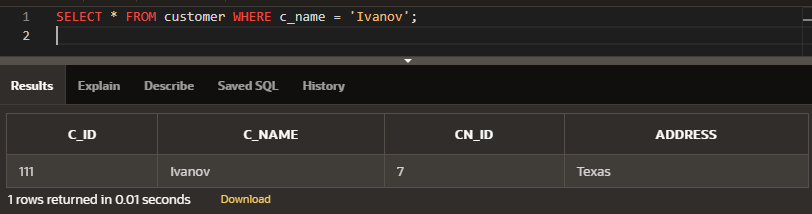 1 SELECT * FROM customer WHERE c_name = 'Ivanov';
2
Results Explain Describe Saved SQL History
C_ID C_NAME CN_ID ADDRESS
111 Ivanov 7 Texas
1 rows returned in 0.01 seconds Download